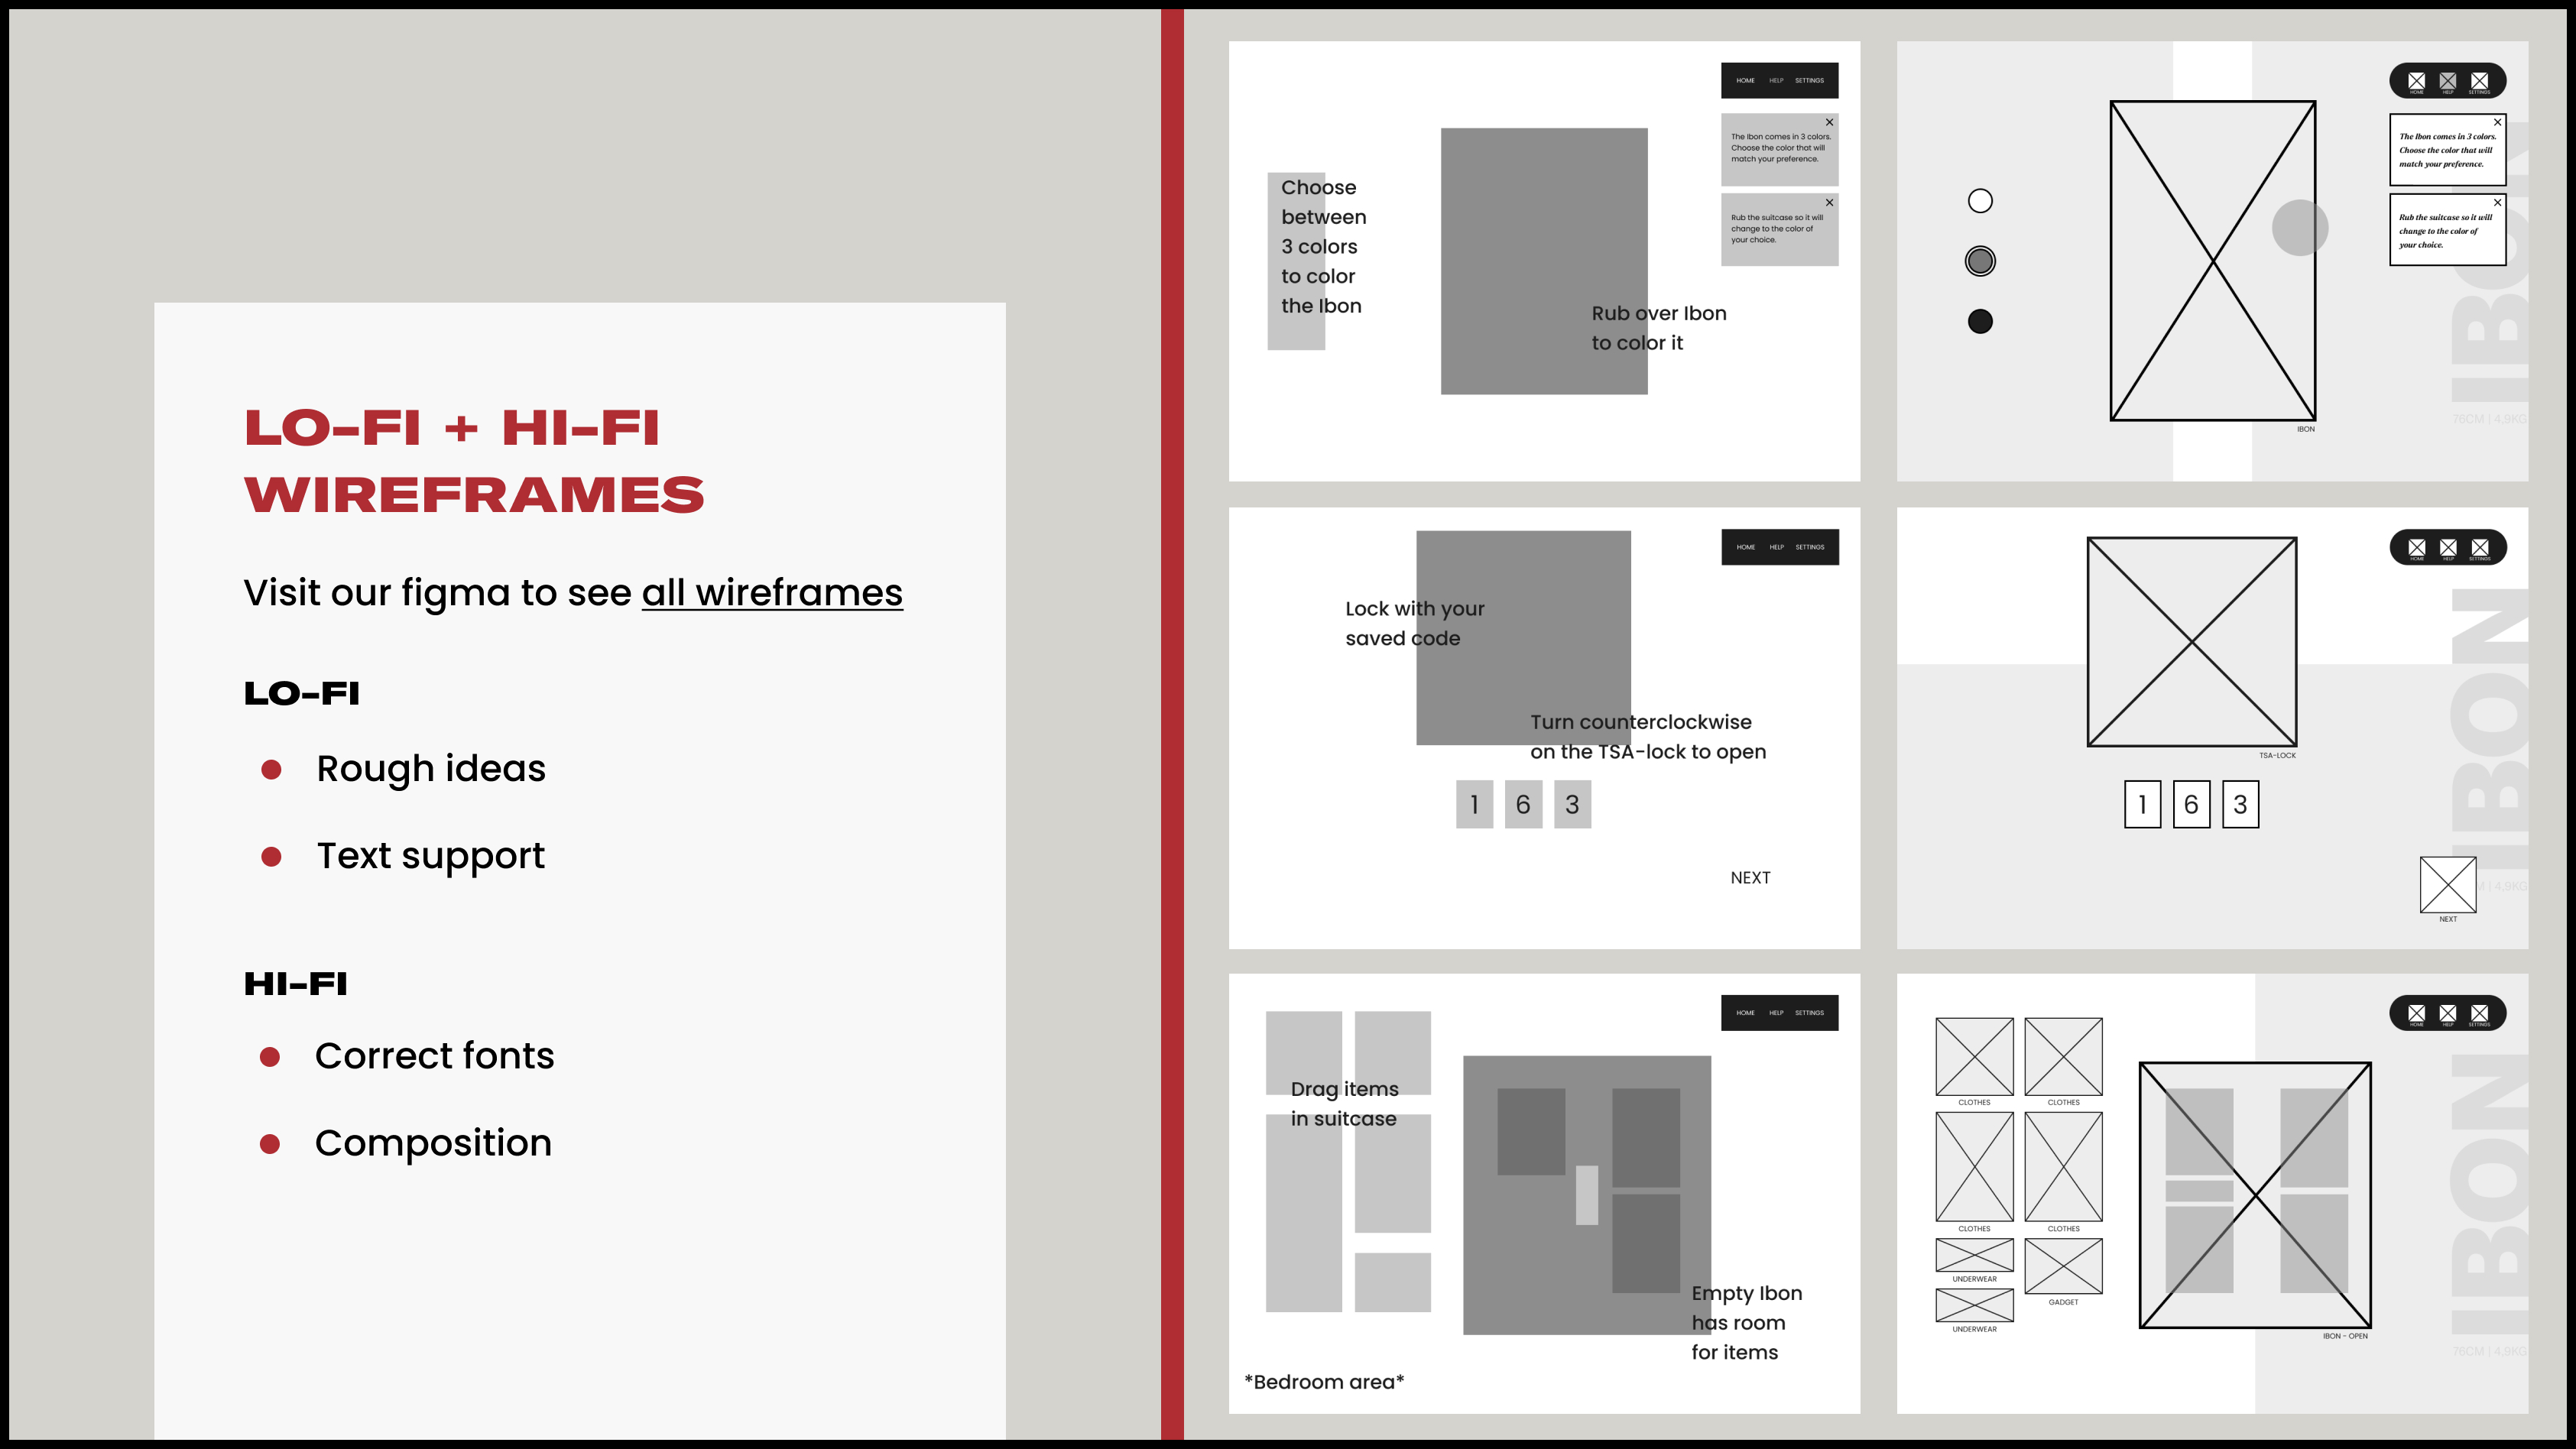 LO-FI + HI-FI
WIREFRAMES
Visit our figma to see all wireframes
LO-FI
Rough ideas
Text support
HI-FI
Correct fonts
Composition
HOME HELP SETTINGS
The Ibon comes in 3 colors.
Choose the color that will
match your preference.
Rub the suitcase so it will
change to the color of
your choice.
Choose
between
3 colors
to color
the Ibon
Rub over Ibon
to color it
HOME HELP SETTINGS
The Ibon comes in 3 colors.
Choose the color that will
match your preference.
Rub the suitcase so it will
change to the color of
your choice.
IBON
76CM | 4,9KG
IBON
HOME HELP SETTINGS
Lock with your
saved code
Turn counterclockwise
on the TSA-lock to open
1 6 3
NEXT
HOME HELP SETTINGS
IBON
TSA-LOCK
1 6 3
M | 4,9KG
NEXT
HOME HELP SETTINGS
Drag items
in suitcase
Empty Ibon
has room
for items
*Bedroom area*
HOME HELP SETTINGS
CLOTHES CLOTHES
CLOTHES CLOTHES
UNDERWEAR
GADGET
UNDERWEAR
IBON - OPEN
IBON
76CM | 4,9KG